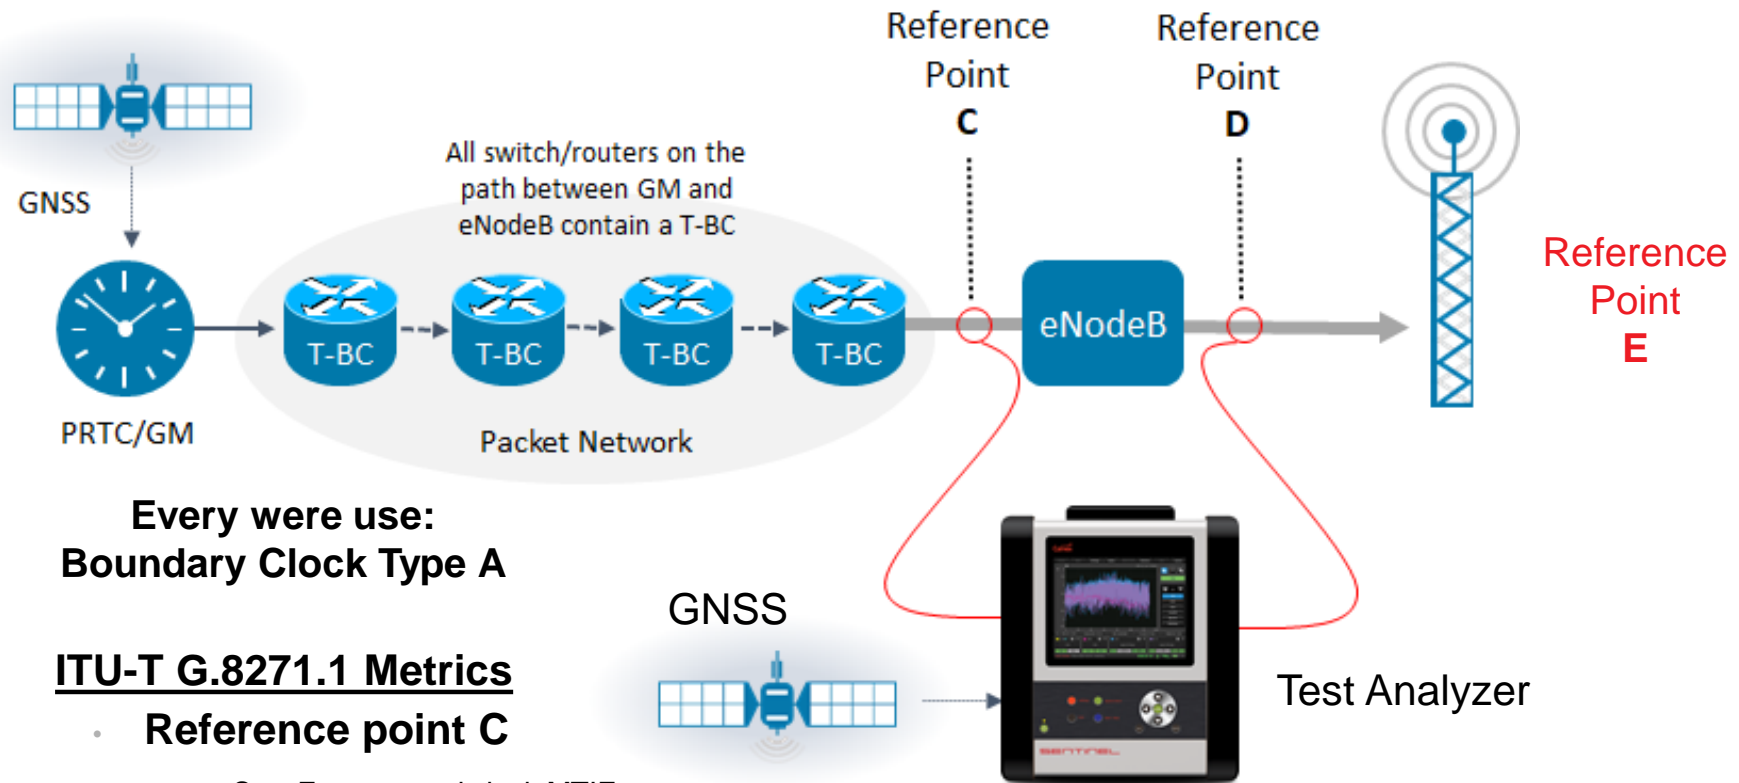 Reference
Point
C
Reference
Point
D
All switch/routers on the
path between GM and
eNodeB contain a T-BC
GNSS
T-BC
T-BC
T-BC
T-BC
eNodeB
Reference
Point
E
PRTC/GM
Packet Network
Every were use:
Boundary Clock Type A
GNSS
ITU-T G.8271.1 Metrics
Test Analyzer
• Reference point C
SENTINEL